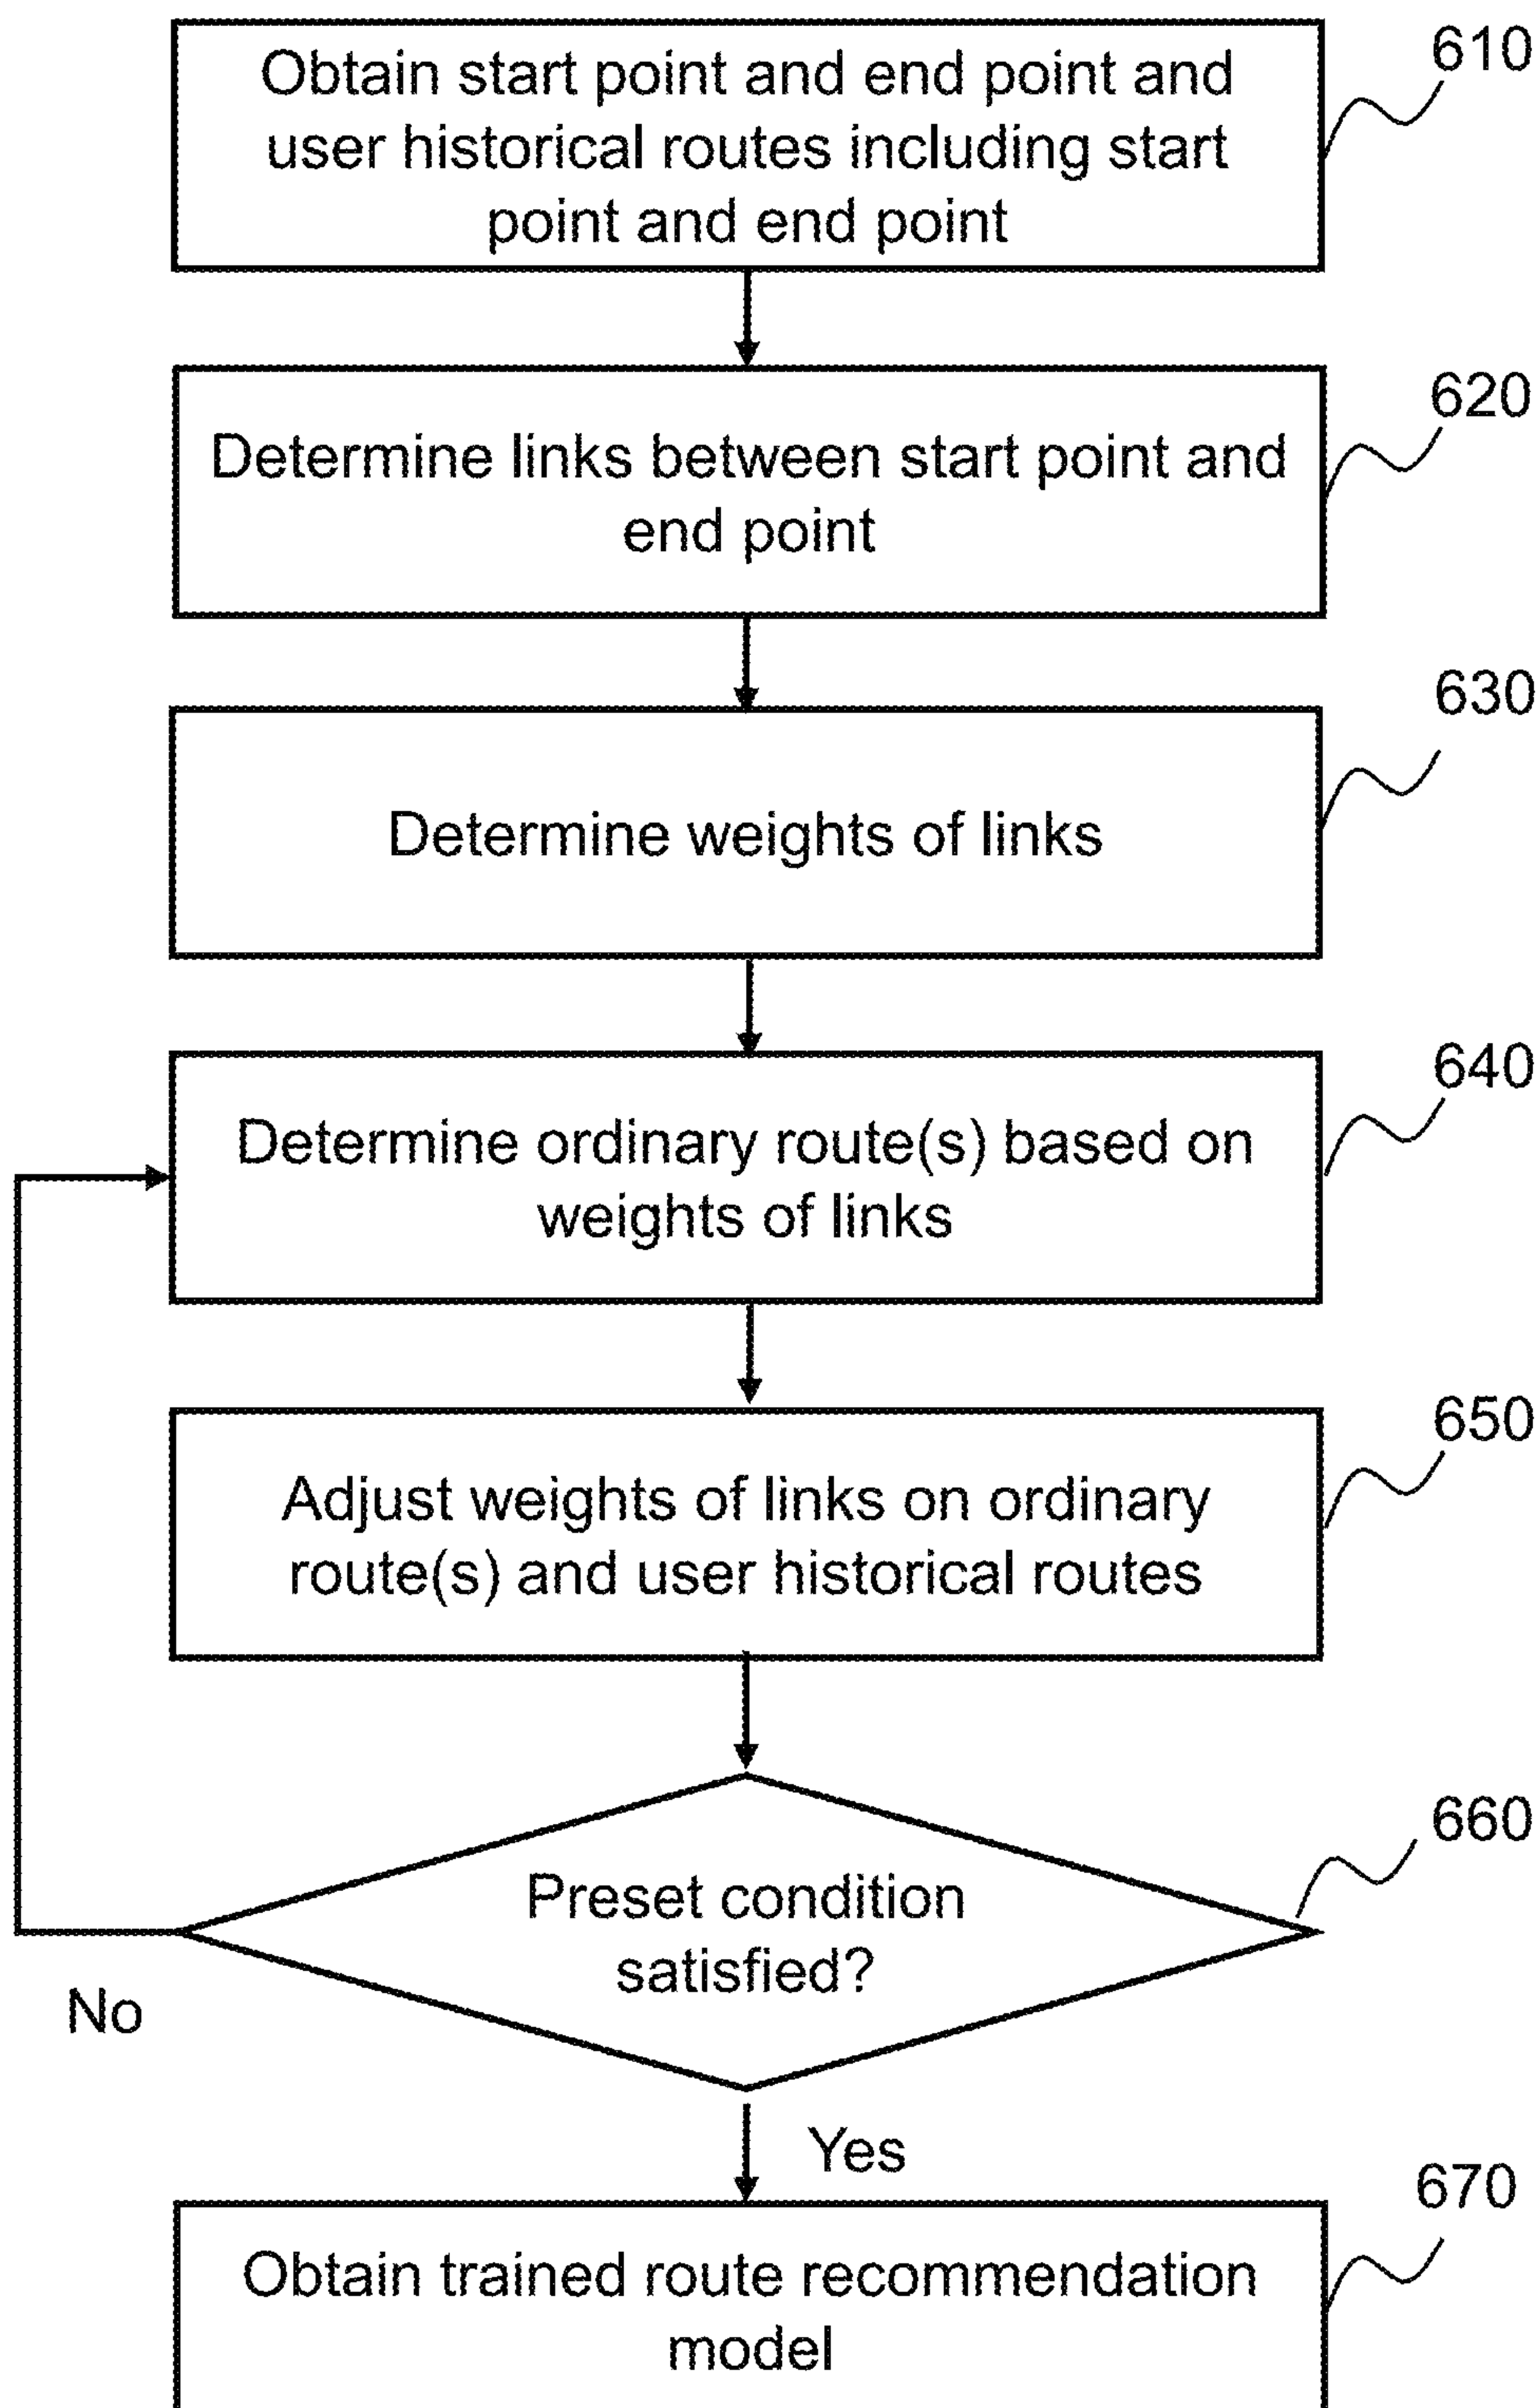 610
Obtain start point and end point and
user historical routes including start
point and end point
620
Determine links between start point and
end point
630
Determine weights of links
640
Determine ordinary route(s) based on
weights of links
650
Adjust weights of links on ordinary
route(s) and user historical routes
660
Preset condition
satisfied?
No
Yes
670
Obtain trained route recommendation
model